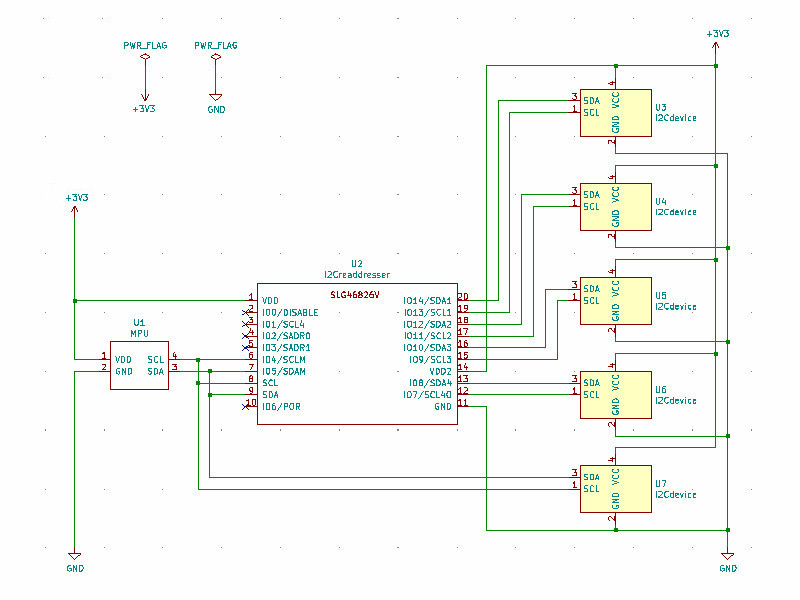 PWR_FLAG
+3V3
PWR_FLAG
GND
+3V3
GND
U1
MPU
1 VDD
2 GND
SCL 4
SDA 3
U2
I2Creaddresser
SLG46826V
1 VDD
2 IO0/DISABLE
3 IO1/SCL4
4 IO2/SADR0
5 IO3/SADR1
6 IO4/SCLM
7 IO5/SDAM
8 SCL
9 SDA
10 IO6/POR
IO14/SDA1 20
IO13/SCL1 19
IO12/SDA2 18
IO11/SCL2 17
IO10/SDA3 16
IO9/SCL3 15
VDD2 14
IO8/SDA4 13
IO7/SCL4O 12
GND 11
+3V3
4
3 SDA
1 SCL
VCC
GND
2
U3
I2Cdevice
4
3 SDA
1 SCL
VCC
GND
2
U4
I2Cdevice
4
3 SDA
1 SCL
VCC
GND
2
U5
I2Cdevice
4
3 SDA
1 SCL
VCC
GND
2
U6
I2Cdevice
4
3 SDA
1 SCL
VCC
GND
2
U7
I2Cdevice
GND